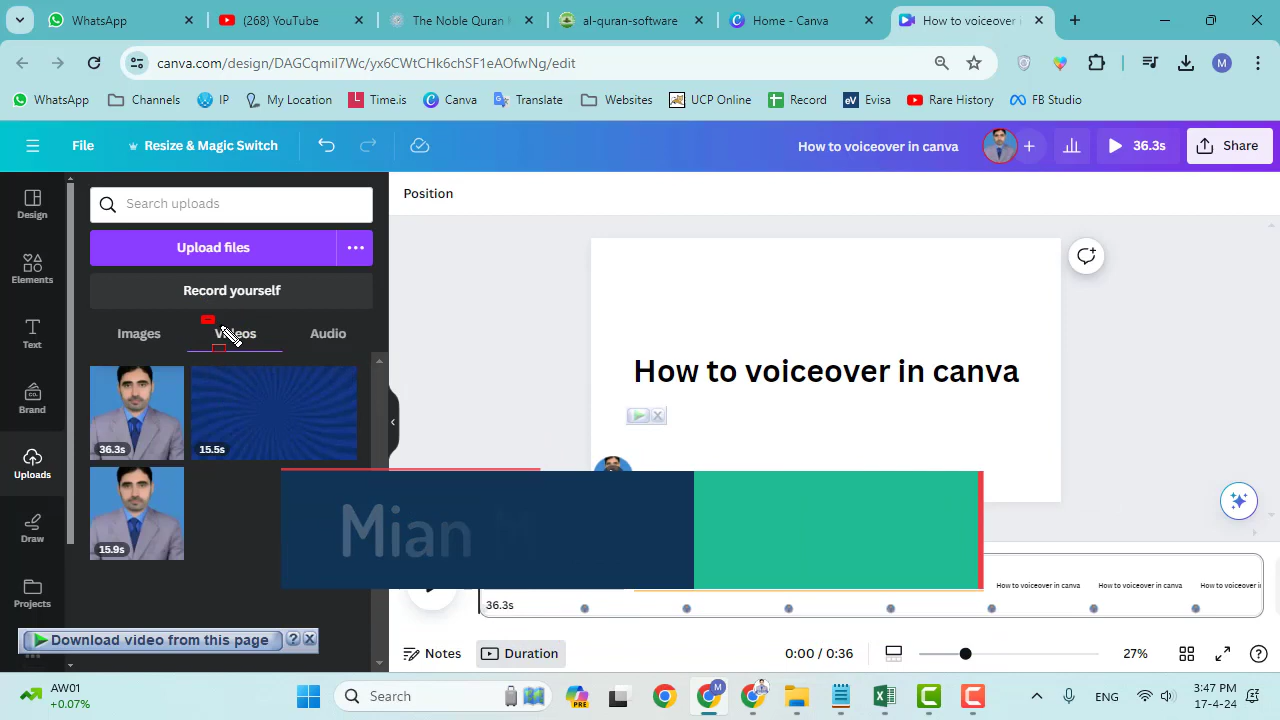 WhatsApp
(268) YouTube
The Noble Quran
al-quran-software
Home - Canva
How to voiceover
canva.com/design/DAGCqmil7Wc/yx6CWtCHk6chSF1eAOfwNg/edit
M
WhatsApp
Channels
IP
My Location
Time.is
Canva
Translate
Websites
UCP Online
Record
eV
Evisa
Rare History
FB Studio
File
Resize & Magic Switch
How to voiceover in canva
36.3s
Share
Design
Elements
Text
Brand
Uploads
Draw
Projects
Search uploads
Upload files
Record yourself
Images
Videos
Audio
36.3s
15.5s
15.9s
Position
How to voiceover in canva
Mian M
36.3s
How to voiceover in canva
How to voiceover in canva
How to voiceover
Download video from this page
Notes
Duration
0:00 / 0:36
27%
AW01
+0.07%
Search
PRE
M
ENG
3:47 PM
17-4-24